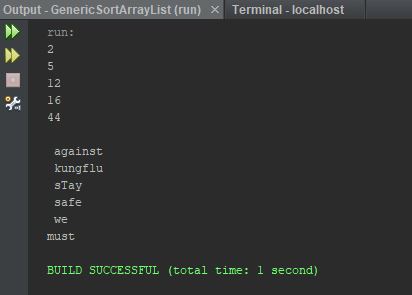 Output - GenericSortArrayList (run) × Terminal - localhost
run:
2
5
12
16
44
against
kungflu
sTay
safe
we
must
BUILD SUCCESSFUL (total time: 1 second)